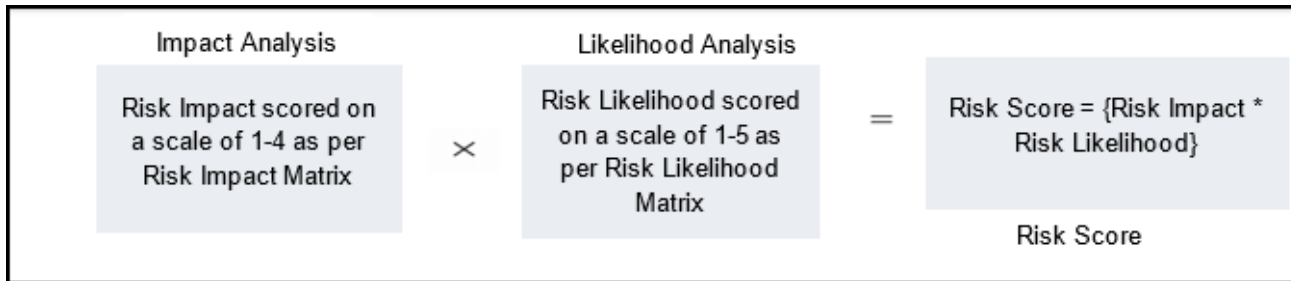 Impact Analysis
Risk Impact scored on
a scale of 1-4 as per
Risk Impact Matrix
×
Likelihood Analysis
Risk Likelihood scored
on a scale of 1-5 as
per Risk Likelihood
Matrix
=
Risk Score = {Risk Impact *
Risk Likelihood}
Risk Score